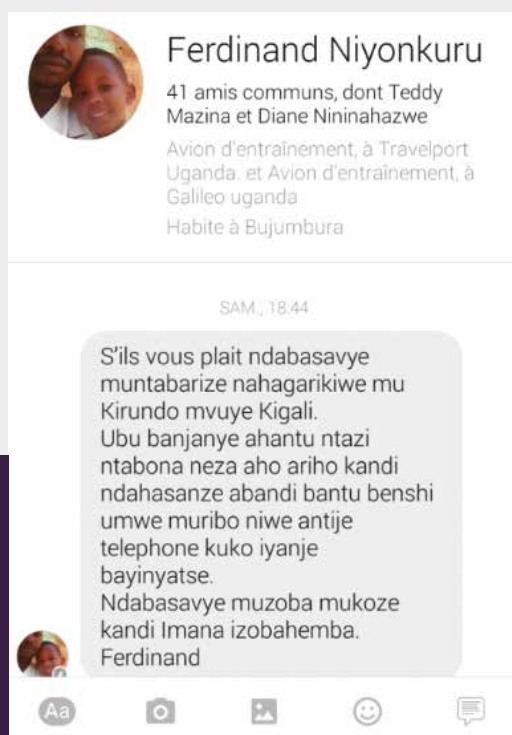 Ferdinand Niyonkuru
41 amis communs, dont Teddy
Mazina et Diane Nininahazwe
Avion d'entraînement, à Travelport
Uganda. et Avion d'entraînement, à
Galileo uganda
Habite à Bujumbura
SAM., 18:44
S'ils vous plait ndabasavye
muntabarize nahagarikiwe mu
Kirundo mvuye Kigali.
Ubu banjanye ahantu ntazi
ntabona neza aho ariho kandi
ndahasanze abandi bantu benshi
umwe muribo niwe antije
telephone kuko iyanje
bayinyatse.
Ndabasavye muzoba mukoze
kandi Imana izobahemba.
Ferdinand
Aa